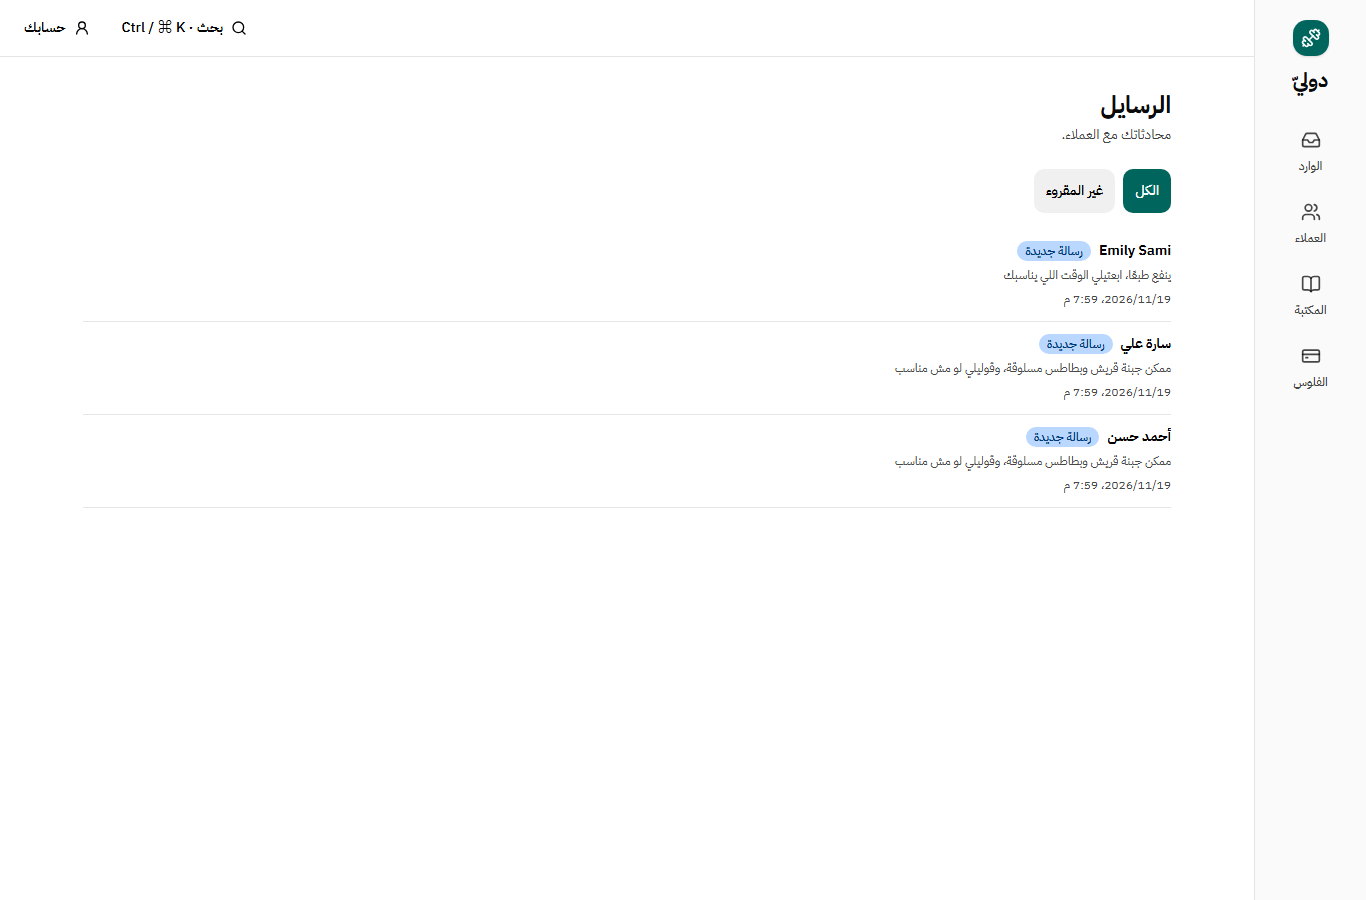 دوليّ
الوارد
العملاء
المكتبة
الفلوس
بحث · Ctrl / ⌘ K
حسابك
الرسايل
محادثاتك مع العملاء.
الكل
غير المقروء
Emily Sami رسالة جديدة
ينفع طبعًا، ابعتيلي الوقت اللي يناسبك
2026/11/19، 7:59 م
سارة علي رسالة جديدة
ممكن جبنة قريش وبطاطس مسلوقة، وقوليلي لو مش مناسب
2026/11/19، 7:59 م
أحمد حسن رسالة جديدة
ممكن جبنة قريش وبطاطس مسلوقة، وقوليلي لو مش مناسب
2026/11/19، 7:59 م